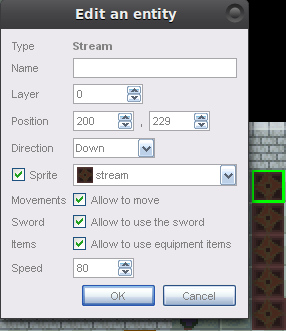 Edit an entity
Type Stream
Name
Layer 0
Position 200 , 229
Direction Down
Sprite stream
Movements Allow to move
Sword Allow to use the sword
Items Allow to use equipment items
Speed 80
OK Cancel